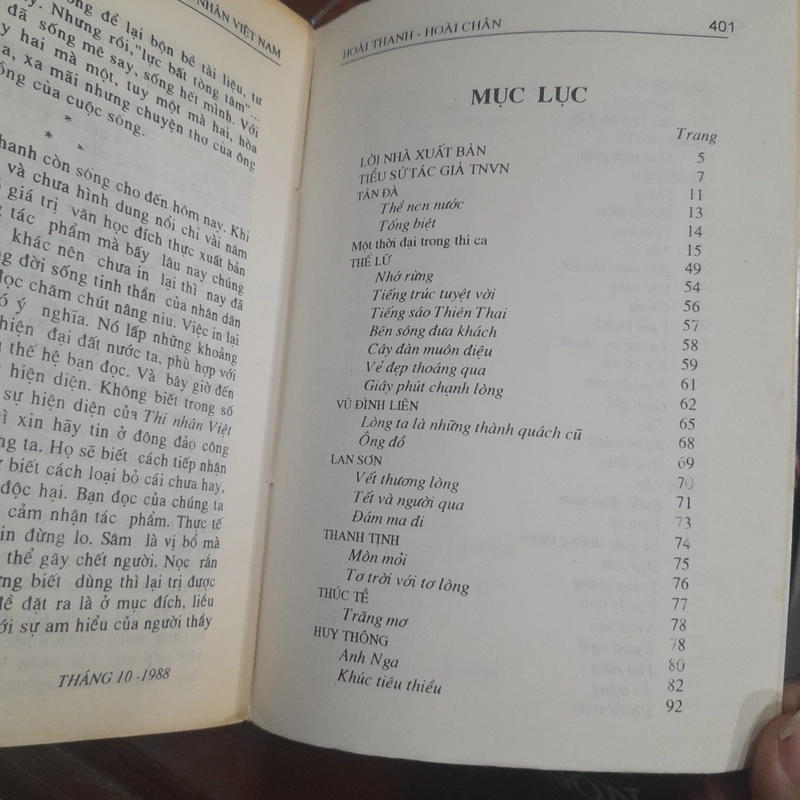 NHÂN VIỆT NAM
ông để lại bộn bề tài liệu, tư
y. Nhưng rồi,"lực bất tòng tâm"...
đã sống mê say, sống hết mình. Với
y hai mà một, tuy một mà hai, hòa
a, xa mãi nhưng chuyện thơ của ông
ồng của cuộc sống.
* * *
hanh còn sống cho đến hôm nay. Khi
và chưa hình dung nổi chỉ vài năm
giá trị văn học đích thực xuất bản
g tác phẩm mà bấy lâu nay chúng
khác nên chưa in lại thì nay đã
ng đời sống tinh thần của nhân dân
đọc chăm chút nâng niu. Việc in lại
ó ý nghĩa. Nó lấp những khoảng
hiện đại đất nước ta, phù hợp với
u thế hệ bạn đọc. Và bây giờ đến
hiện diện. Không biết trong số
sự hiện diện của Thi nhân Việt
ì xin hãy tin ở đông đảo công
ng ta. Họ sẽ biết cách tiếp nhận
biết cách loại bỏ cái chưa hay,
độc hại. Bạn đọc của chúng ta
cảm nhận tác phẩm. Thực tế
in đừng lo. Sâm là vị bổ mà
thể gây chết người. Nọc rắn
ưng biết dùng thì lại trị được
đề đặt ra là ở mục đích, liều
ới sự am hiểu của người thầy
THÁNG 10 -1988
HOÀI THANH - HOÀI CHÂN 401
MỤC LỤC
Trang
LỜI NHÀ XUẤT BẢN 5
TIỂU SỬ TÁC GIẢ TNVN 7
TẢN ĐÀ 11
Thề non nước 13
Tống biệt 14
Một thời đại trong thi ca 15
THẾ LỮ 49
Nhớ rừng 54
Tiếng trúc tuyệt vời 56
Tiếng sáo Thiên Thai 57
Bên sông đưa khách 58
Cây đàn muôn điệu 59
Vẻ đẹp thoáng qua 61
Giây phút chạnh lòng 62
VŨ ĐÌNH LIÊN 65
Lòng ta là những thành quách cũ 68
Ông đồ 69
LAN SƠN 70
Vết thương lòng 71
Tết và người qua 73
Đám ma đi 74
THANH TỊNH 75
Mòn mỏi 76
Tơ trời với tơ lòng 77
THÚC TỀ 78
Trăng mơ 78
HUY THÔNG 80
Anh Nga 82
Khúc tiêu thiều 92